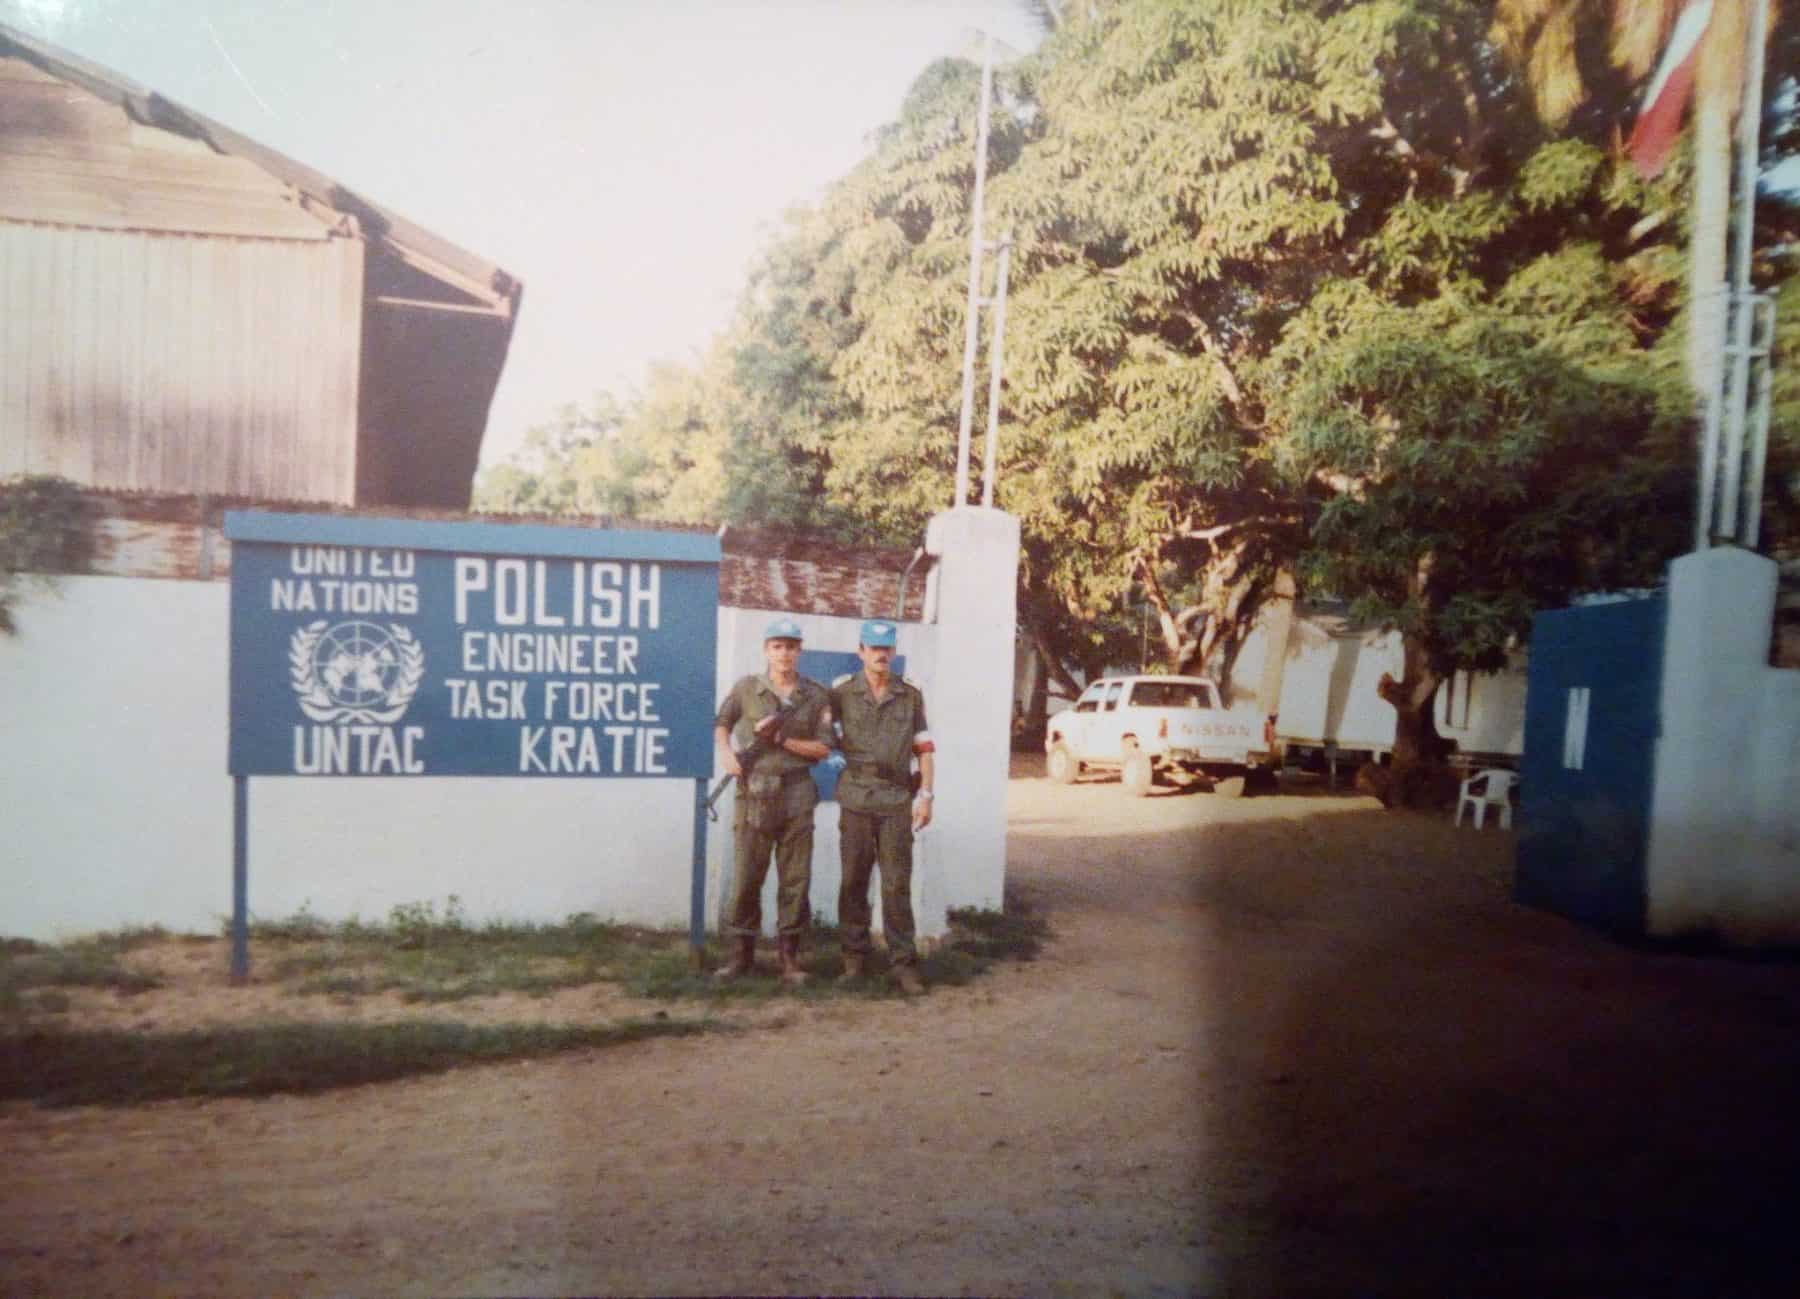 UNITED
NATIONS
UNTAC
POLISH
ENGINEER
TASK FORCE
KRATIE
NISSAN
N